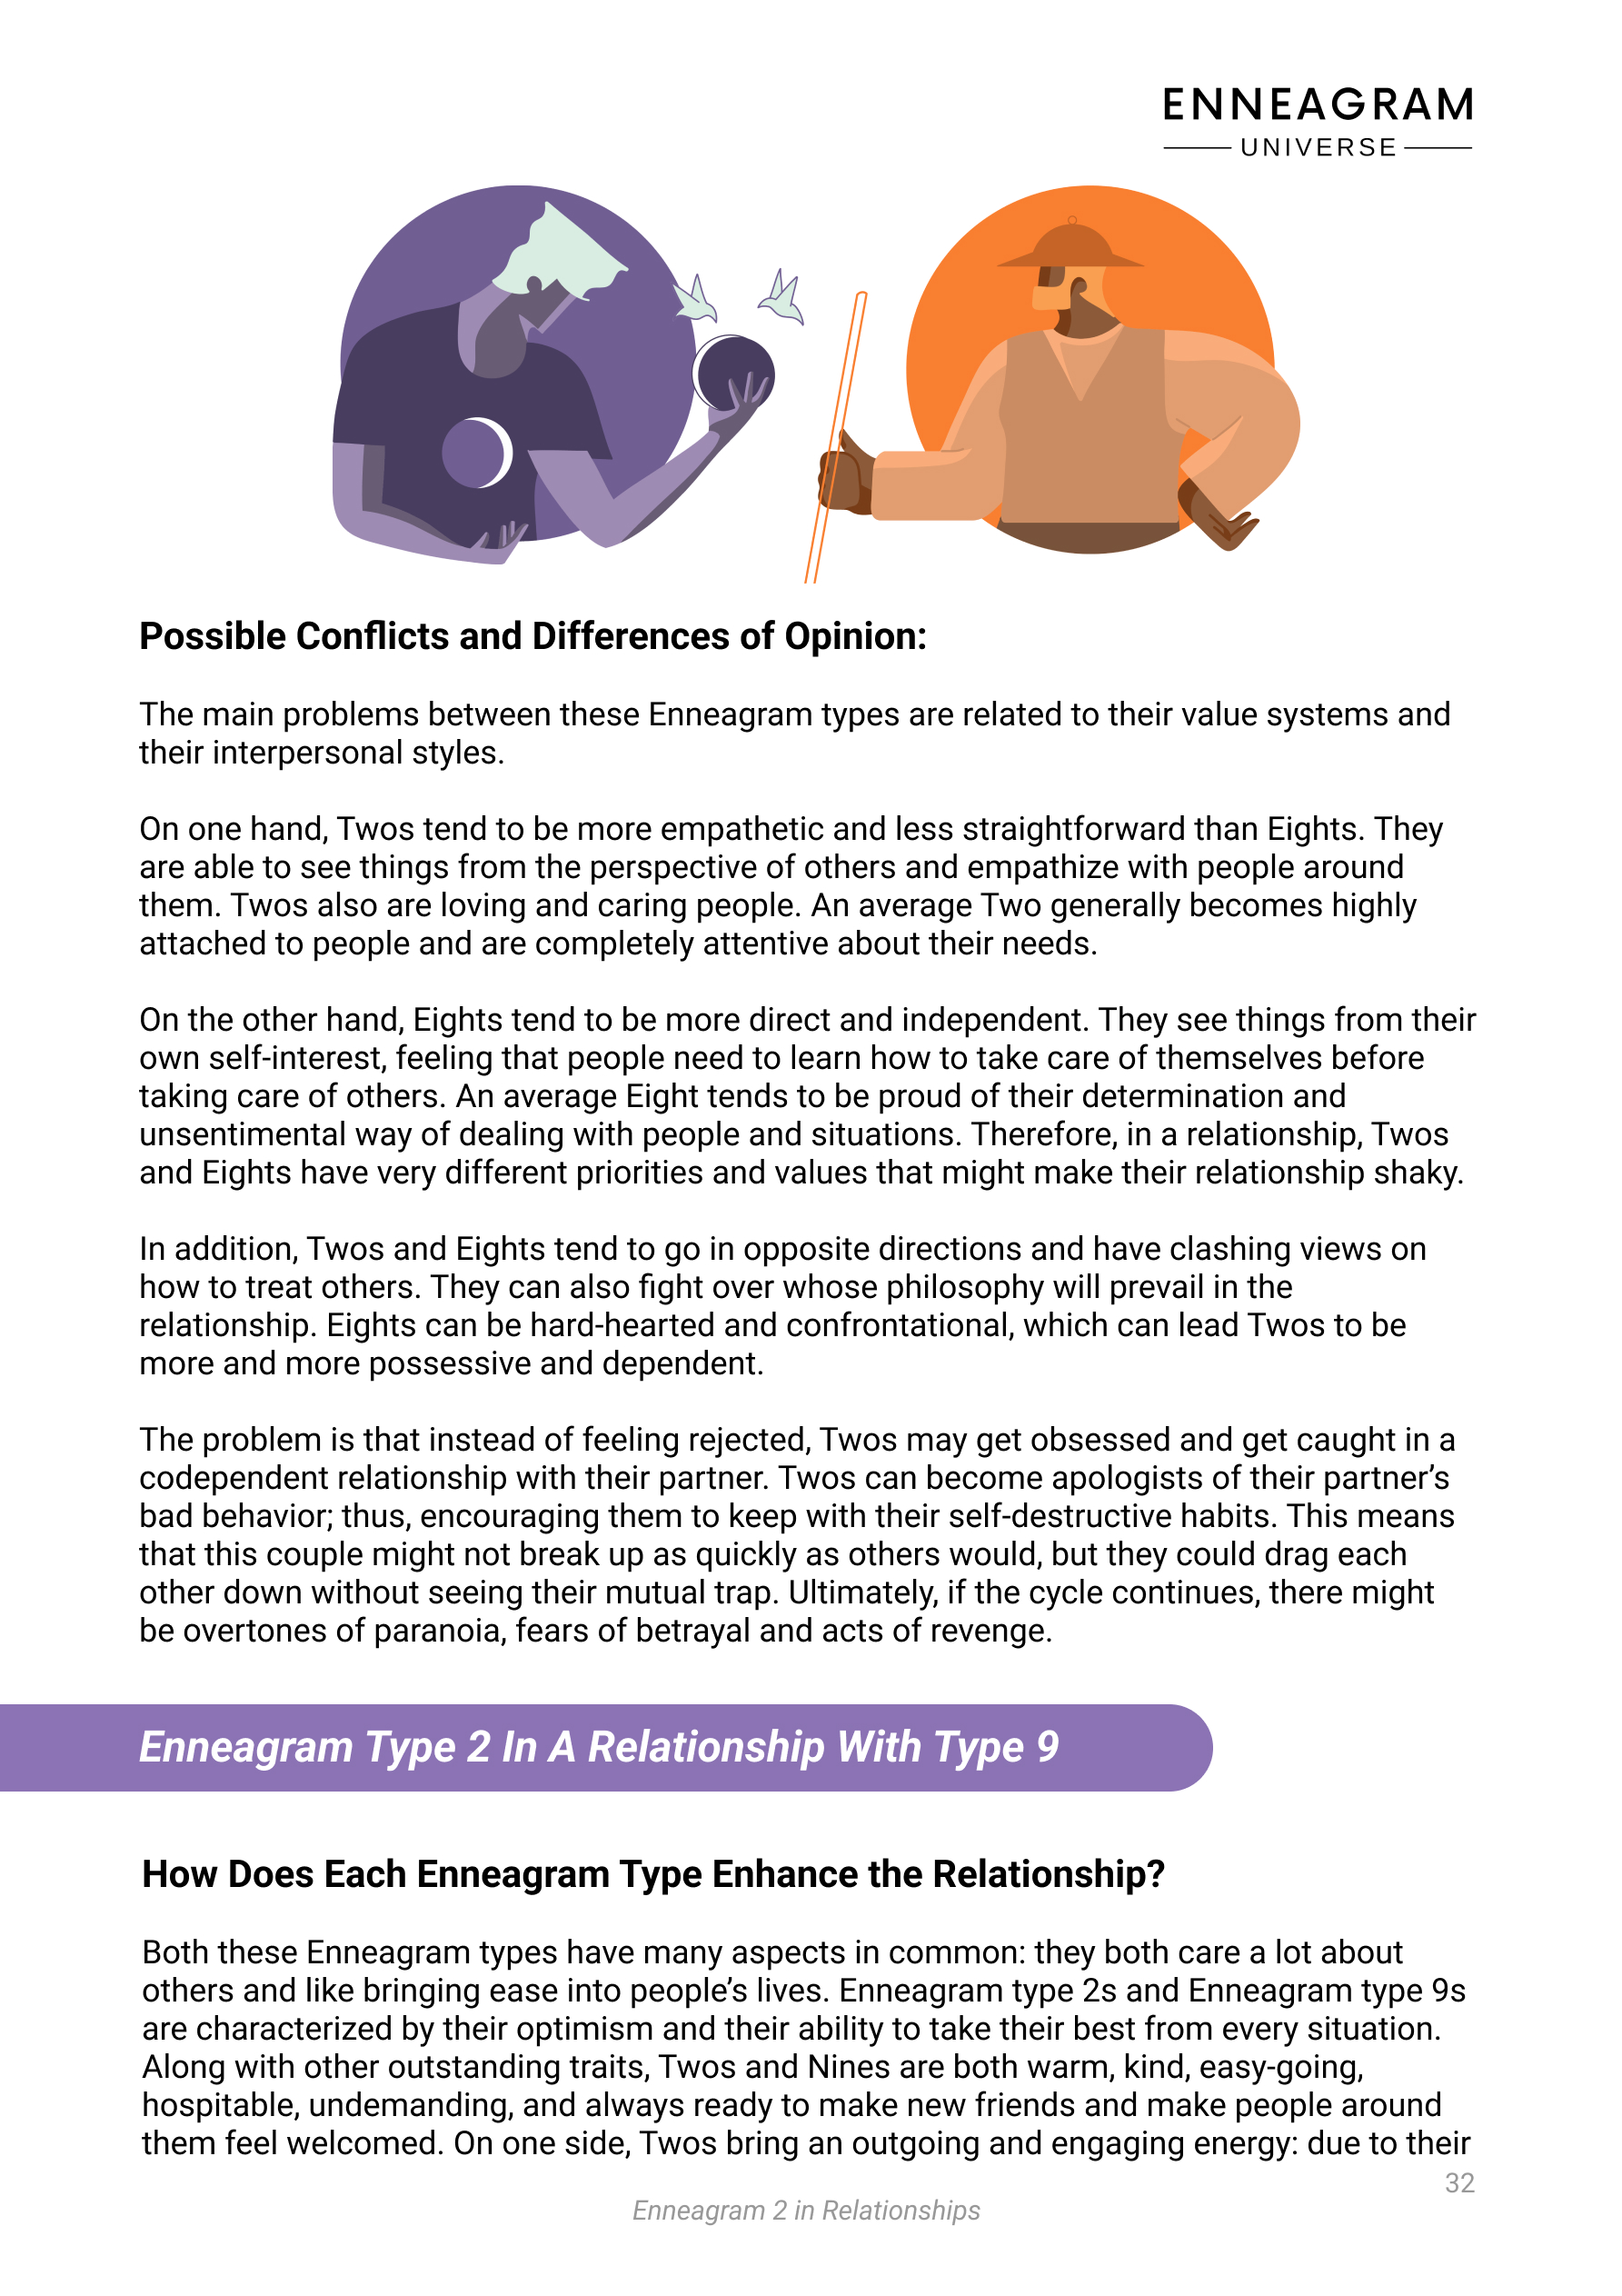 ENNEAGRAM
UNIVERSE
Possible Conflicts and Differences of Opinion:
The main problems between these Enneagram types are related to their value systems and
their interpersonal styles.
On one hand, Twos tend to be more empathetic and less straightforward than Eights. They
are able to see things from the perspective of others and empathize with people around
them. Twos also are loving and caring people. An average Two generally becomes highly
attached to people and are completely attentive about their needs.
On the other hand, Eights tend to be more direct and independent. They see things from their
own self-interest, feeling that people need to learn how to take care of themselves before
taking care of others. An average Eight tends to be proud of their determination and
unsentimental way of dealing with people and situations. Therefore, in a relationship, Twos
and Eights have very different priorities and values that might make their relationship shaky.
In addition, Twos and Eights tend to go in opposite directions and have clashing views on
how to treat others. They can also fight over whose philosophy will prevail in the
relationship. Eights can be hard-hearted and confrontational, which can lead Twos to be
more and more possessive and dependent.
The problem is that instead of feeling rejected, Twos may get obsessed and get caught in a
codependent relationship with their partner. Twos can become apologists of their partner’s
bad behavior; thus, encouraging them to keep with their self-destructive habits. This means
that this couple might not break up as quickly as others would, but they could drag each
other down without seeing their mutual trap. Ultimately, if the cycle continues, there might
be overtones of paranoia, fears of betrayal and acts of revenge.
Enneagram Type 2 In A Relationship With Type 9
How Does Each Enneagram Type Enhance the Relationship?
Both these Enneagram types have many aspects in common: they both care a lot about
others and like bringing ease into people’s lives. Enneagram type 2s and Enneagram type 9s
are characterized by their optimism and their ability to take their best from every situation.
Along with other outstanding traits, Twos and Nines are both warm, kind, easy-going,
hospitable, undemanding, and always ready to make new friends and make people around
them feel welcomed. On one side, Twos bring an outgoing and engaging energy: due to their
32
Enneagram 2 in Relationships